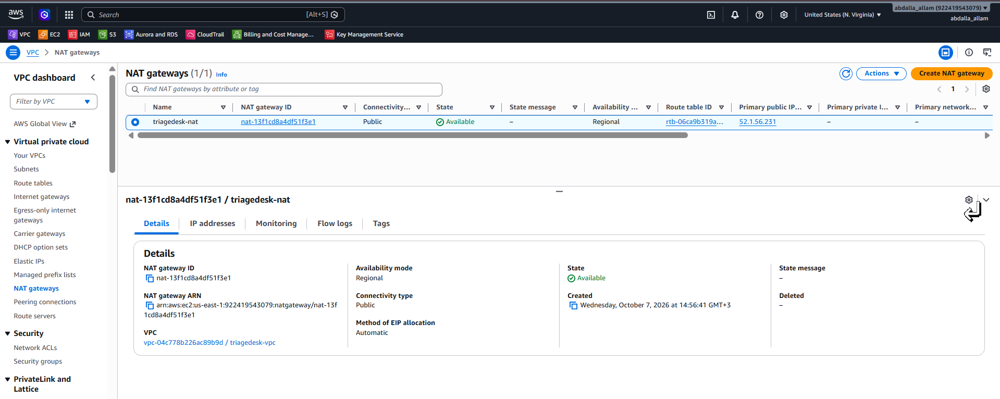 aws
Search
[Alt+S]
United States (N. Virginia)
abdalla_allam (922419543079)
abdalla_allam
VPC
EC2
IAM
S3
Aurora and RDS
CloudTrail
Billing and Cost Manage...
Key Management Service
VPC
NAT gateways
VPC dashboard
Filter by VPC
AWS Global View
Virtual private cloud
Your VPCs
Subnets
Route tables
Internet gateways
Egress-only internet
gateways
Carrier gateways
DHCP option sets
Elastic IPs
Managed prefix lists
NAT gateways
Peering connections
Route servers
Security
Network ACLs
Security groups
PrivateLink and
Lattice
NAT gateways (1/1) Info
Actions
Create NAT gateway
Find NAT gateways by attribute or tag
1
Name
NAT gateway ID
Connectivity...
State
State message
Availability ...
Route table ID
Primary public IP...
Primary private I...
Primary network...
triagedesk-nat
nat-13f1cd8a4df51f3e1
Public
Available
–
Regional
rtb-06ca9b319a...
52.1.56.231
–
–
nat-13f1cd8a4df51f3e1 / triagedesk-nat
Details
IP addresses
Monitoring
Flow logs
Tags
Details
NAT gateway ID
nat-13f1cd8a4df51f3e1
NAT gateway ARN
arn:aws:ec2:us-east-1:922419543079:natgateway/nat-13f
1cd8a4df51f3e1
VPC
vpc-04c778b226ac89b9d / triagedesk-vpc
Availability mode
Regional
Connectivity type
Public
Method of EIP allocation
Automatic
State
Available
Created
Wednesday, October 7, 2026 at 14:56:41 GMT+3
State message
–
Deleted
–